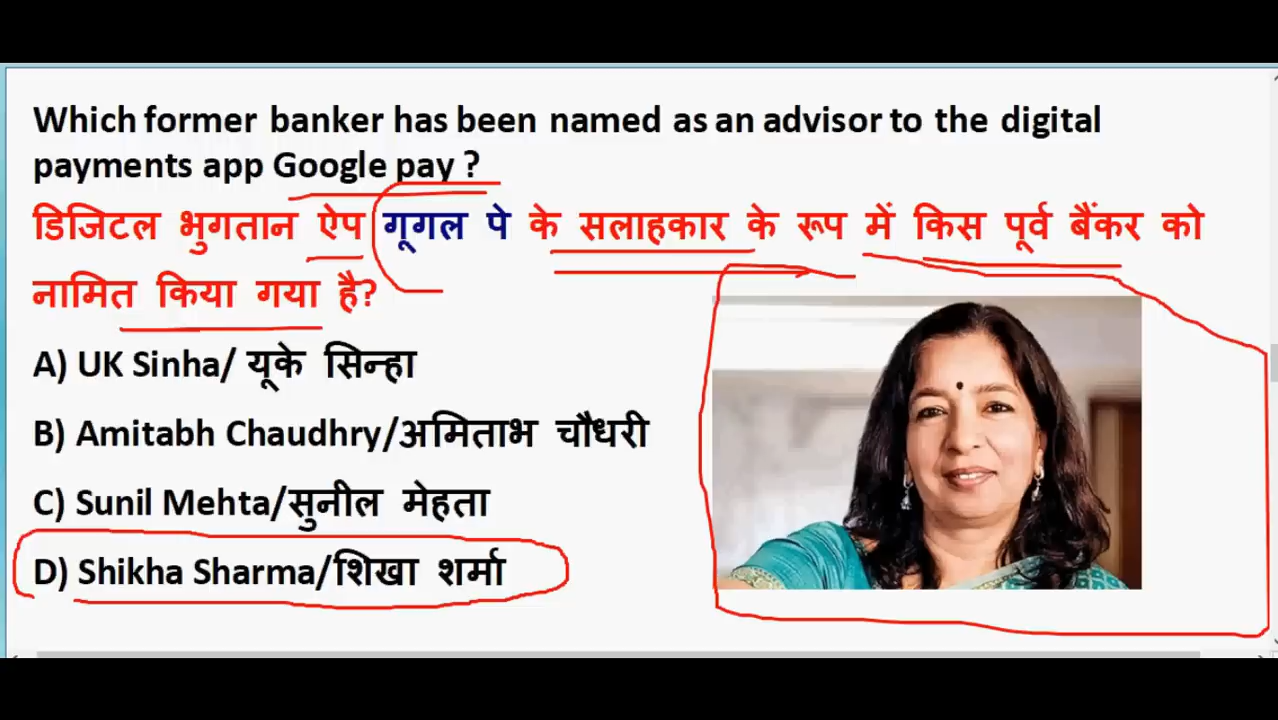 Which former banker has been named as an advisor to the digital
payments app Google pay ?
डिजिटल भुगतान ऐप गूगल पे के सलाहकार के रूप में किस पूर्व बैंकर को
नामित किया गया है?
A) UK Sinha/ यूके सिन्हा
B) Amitabh Chaudhry/अमिताभ चौधरी
C) Sunil Mehta/सुनील मेहता
D) Shikha Sharma/शिखा शर्मा